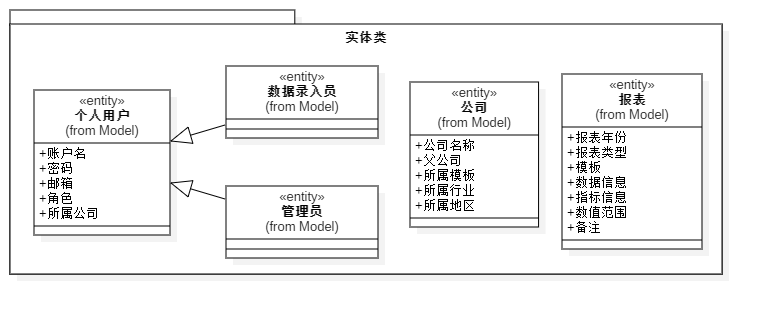 实体类
«entity»
个人用户
(from Model)
+账户名
+密码
+邮箱
+角色
+所属公司
«entity»
数据录入员
(from Model)
«entity»
管理员
(from Model)
«entity»
公司
(from Model)
+公司名称
+父公司
+所属模板
+所属行业
+所属地区
«entity»
报表
(from Model)
+报表年份
+报表类型
+模板
+数据信息
+指标信息
+数值范围
+备注